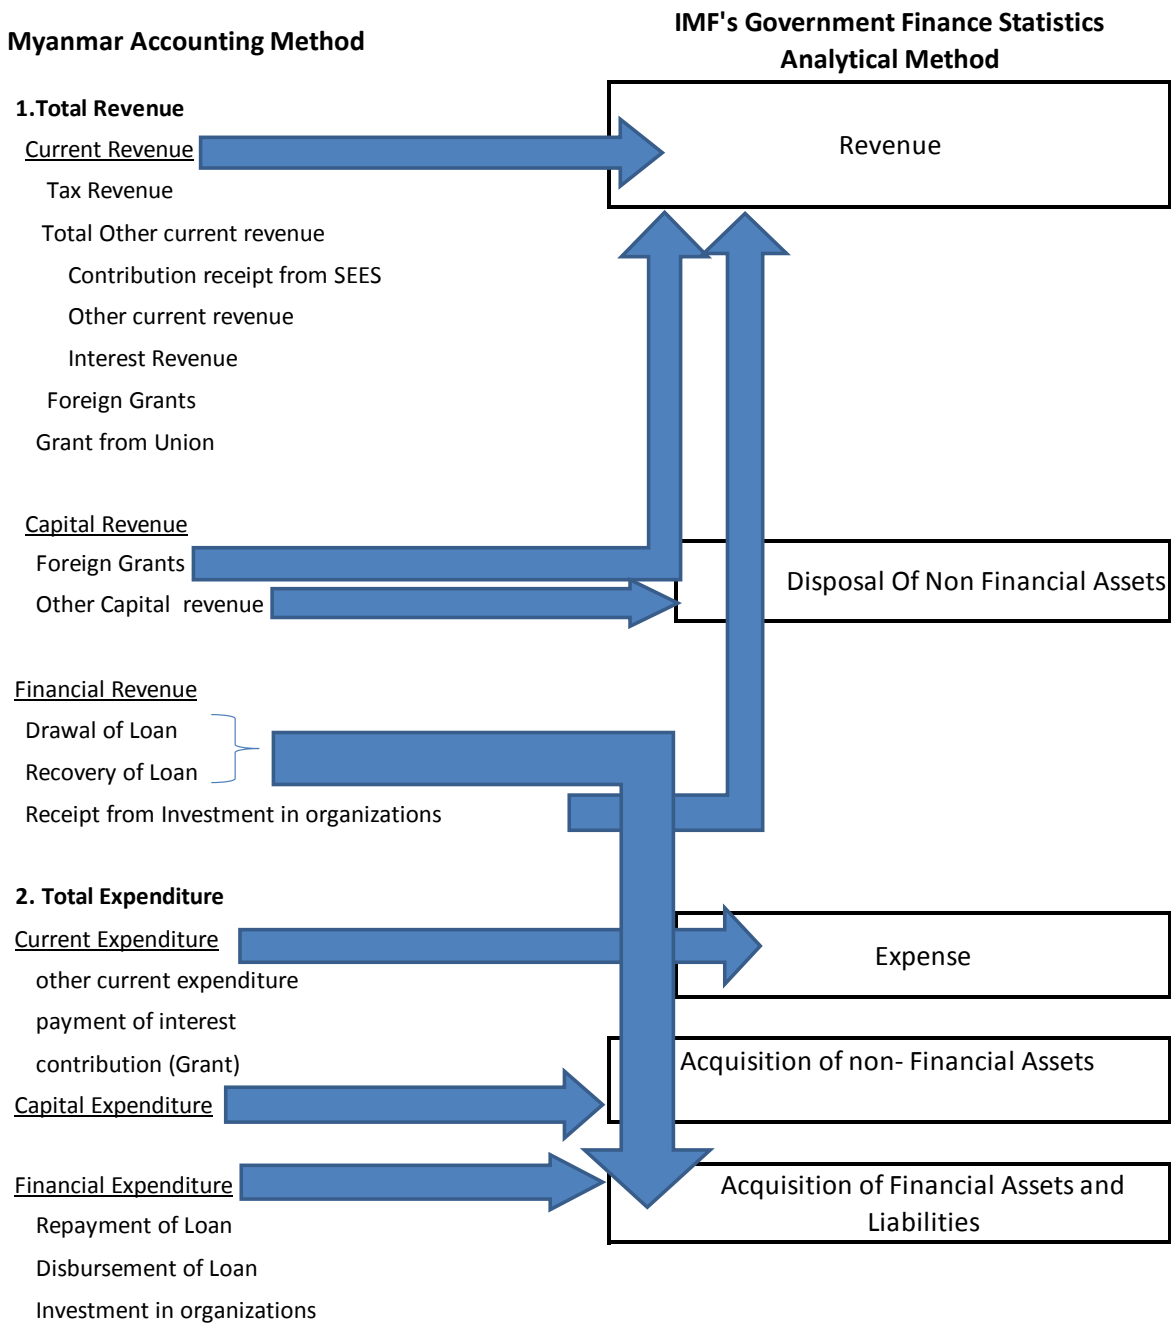 Myanmar Accounting Method
IMF's Government Finance Statistics
Analytical Method
1.Total Revenue
Current Revenue
Revenue
Tax Revenue
Total Other current revenue
Contribution receipt from SEES
Other current revenue
Interest Revenue
Foreign Grants
Grant from Union
Capital Revenue
Foreign Grants
Other Capital revenue
Disposal Of Non Financial Assets
Financial Revenue
Drawal of Loan
Recovery of Loan
Receipt from Investment in organizations
2. Total Expenditure
Current Expenditure
Expense
other current expenditure
payment of interest
contribution (Grant)
Acquisition of non- Financial Assets
Capital Expenditure
Financial Expenditure
Acquisition of Financial Assets and
Liabilities
Repayment of Loan
Disbursement of Loan
Investment in organizations